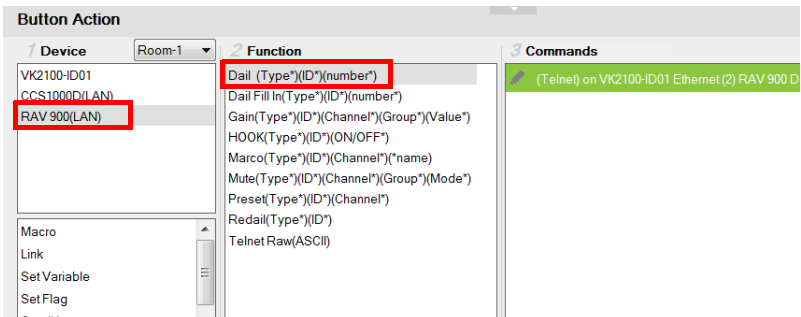 Button Action
1 Device
Room-1
2 Function
3 Commands
VK2100-ID01
CCS1000D(LAN)
RAV 900(LAN)
Dail (Type*)(ID*)(number*)
Dail Fill In(Type*)(ID*)(number*)
Gain(Type*)(ID*)(Channel*)(Group*)(Value*)
HOOK(Type*)(ID*)(ON/OFF*)
Marco(Type*)(ID*)(Channel*)(*name)
Mute(Type*)(ID*)(Channel*)(Group*)(Mode*)
Preset(Type*)(ID*)(Channel*)
Redail(Type*)(ID*)
Telnet Raw(ASCII)
(Telnet) on VK2100-ID01 Ethernet (2) RAV 900 D
Macro
Link
Set Variable
Set Flag